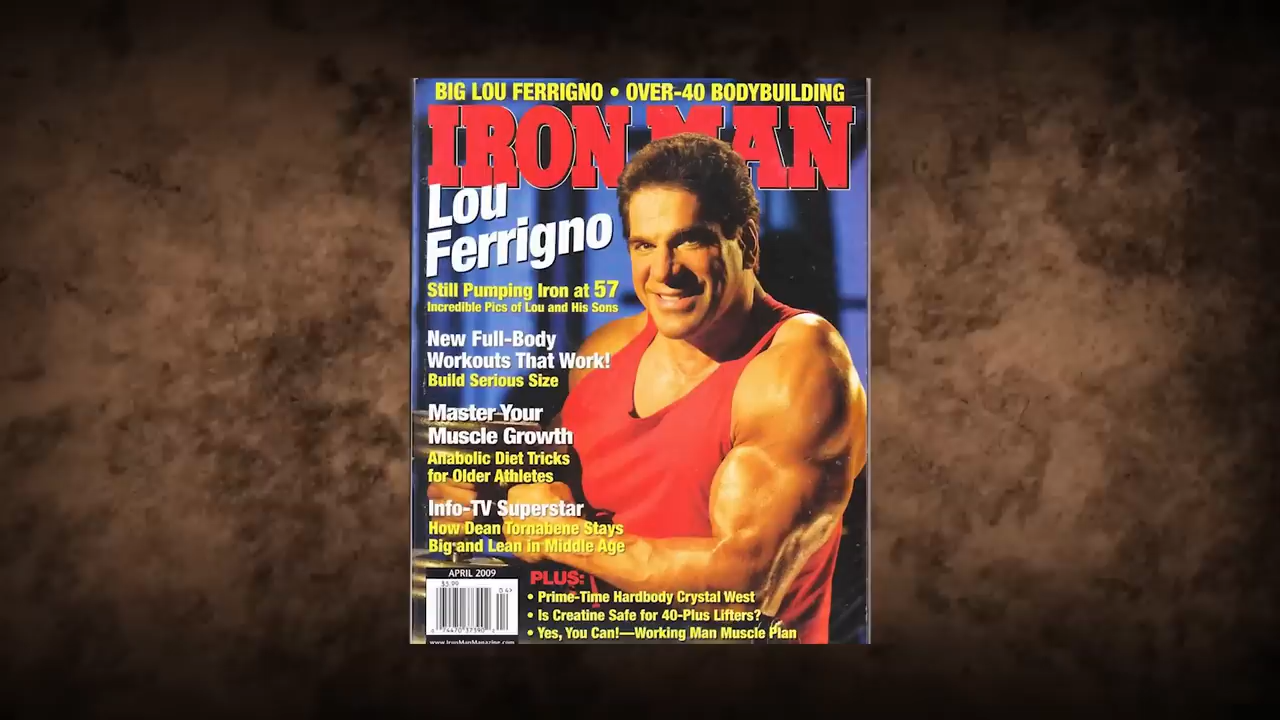 BIG LOU FERRIGNO • OVER-40 BODYBUILDING
IRON MAN
Lou
Ferrigno
Still Pumping Iron at 57
Incredible Pics of Lou and His Sons
New Full-Body
Workouts That Work!
Build Serious Size
Master Your
Muscle Growth
Anabolic Diet Tricks
for Older Athletes
Info-TV Superstar
How Dean Tornabene Stays
Big and Lean in Middle Age
APRIL 2009
$5.99
04
PLUS:
• Prime-Time Hardbody Crystal West
• Is Creatine Safe for 40-Plus Lifters?
• Yes, You Can!—Working Man Muscle Plan
www.IronManMagazine.com